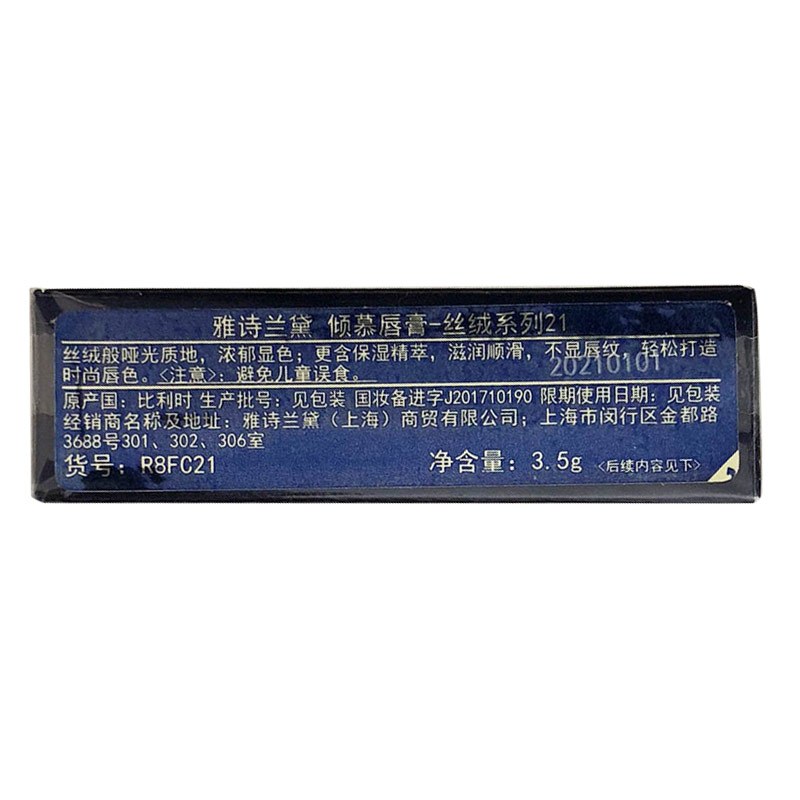 雅诗兰黛 倾慕唇膏-丝绒系列21
丝绒般哑光质地，浓郁显色；更含保湿精萃，滋润顺滑，不显唇纹，轻松打造
时尚唇色。<注意>：避免儿童误食。
20210101
原产国：比利时 生产批号：见包装 国妆备进字J201710190 限期使用日期：见包装
经销商名称及地址：雅诗兰黛（上海）商贸有限公司；上海市闵行区金都路
3688号301、302、306室
货号：R8FC21 净含量：3.5g <后续内容见下>